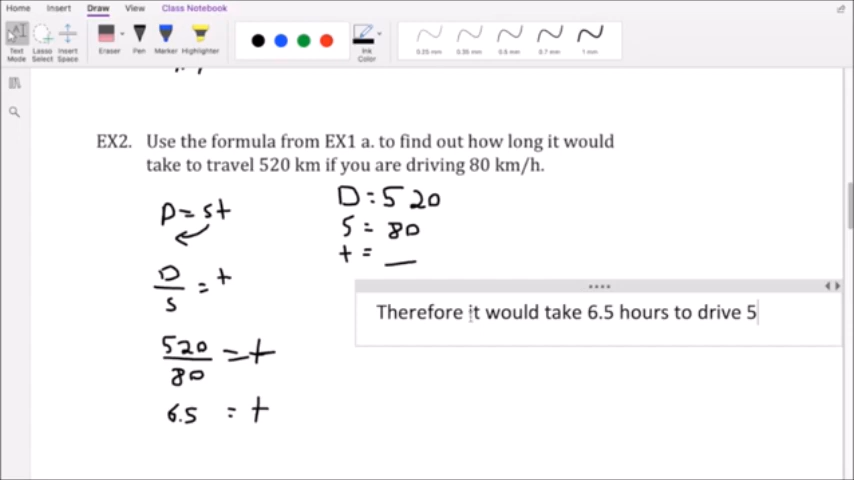 Home Insert Draw View Class Notebook
Text Mode
Lasso Select
Insert Space
Eraser
Pen
Marker
Highlighter
Ink Color
0.25 mm
0.35 mm
0.5 mm
0.7 mm
1 mm
EX2. Use the formula from EX1 a. to find out how long it would
take to travel 520 km if you are driving 80 km/h.
D = st
D = 520
s = 80
t = __
D/s = t
Therefore it would take 6.5 hours to drive 5
520/80 = t
6.5 = t